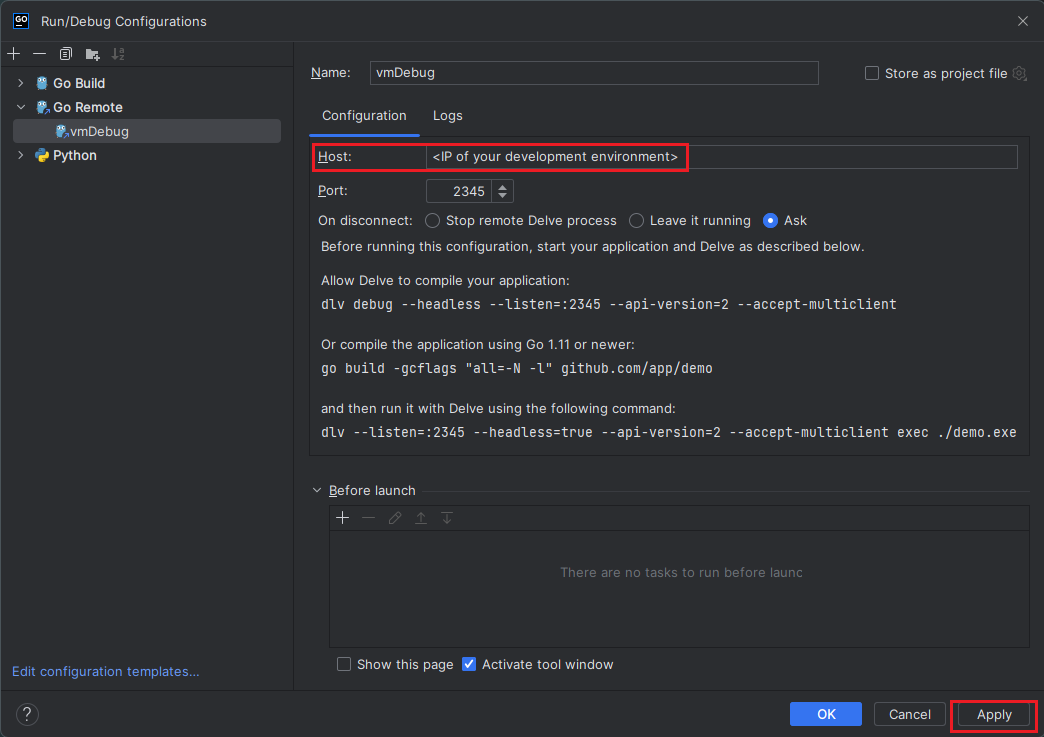 GO Run/Debug Configurations
Go Build
Go Remote
vmDebug
Python
Edit configuration templates...
Name: vmDebug Store as project file
Configuration Logs
Host: <IP of your development environment>
Port: 2345
On disconnect: Stop remote Delve process Leave it running Ask
Before running this configuration, start your application and Delve as described below.
Allow Delve to compile your application:
dlv debug --headless --listen=:2345 --api-version=2 --accept-multiclient
Or compile the application using Go 1.11 or newer:
go build -gcflags "all=-N -l" github.com/app/demo
and then run it with Delve using the following command:
dlv --listen=:2345 --headless=true --api-version=2 --accept-multiclient exec ./demo.exe
Before launch
There are no tasks to run before launc
Show this page Activate tool window
? OK Cancel Apply